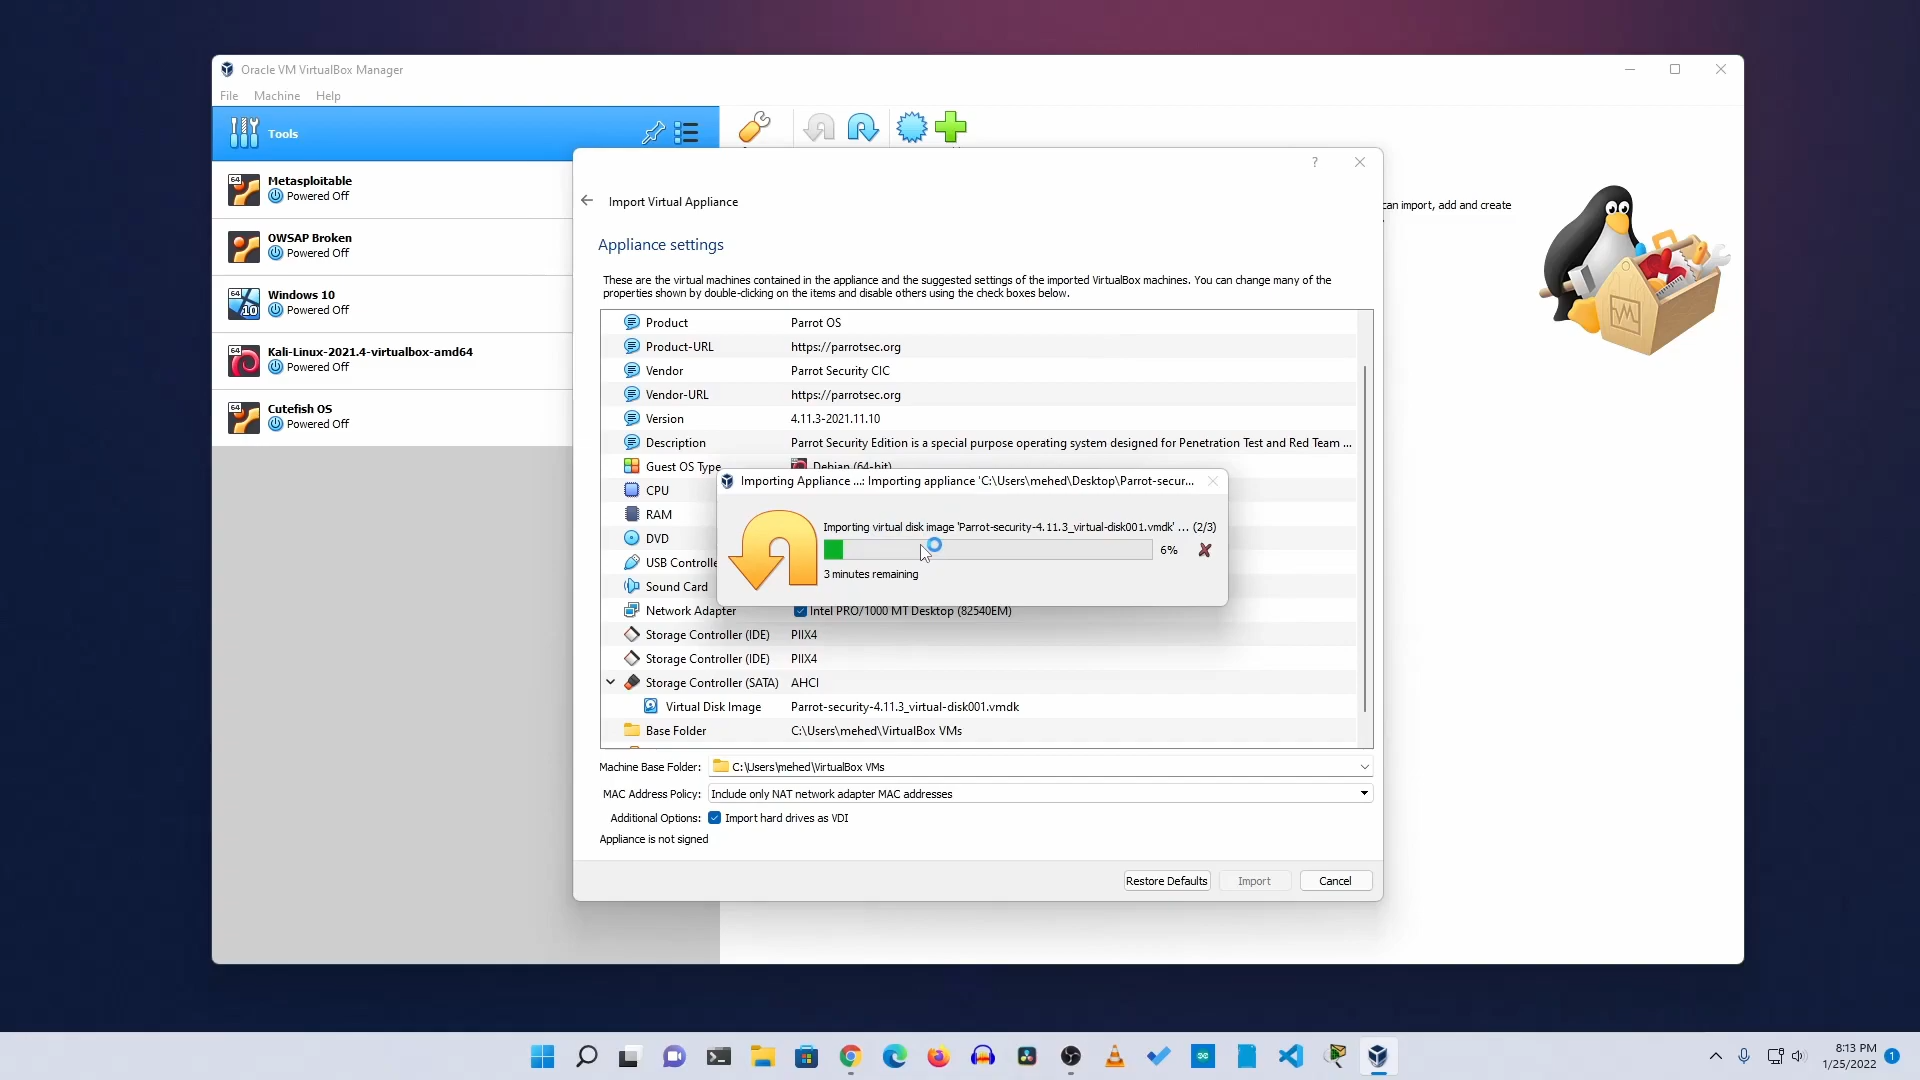 Oracle VM VirtualBox Manager
File Machine Help
Tools
64
Metasploitable
Powered Off
OWSAP Broken
Powered Off
64
10
Windows 10
Powered Off
64
Kali-Linux-2021.4-virtualbox-amd64
Powered Off
64
Cutefish OS
Powered Off
can import, add and create
?
Import Virtual Appliance
Appliance settings
These are the virtual machines contained in the appliance and the suggested settings of the imported VirtualBox machines. You can change many of the
properties shown by double-clicking on the items and disable others using the check boxes below.
Product Parrot OS
Product-URL https://parrotsec.org
Vendor Parrot Security CIC
Vendor-URL https://parrotsec.org
Version 4.11.3-2021.11.10
Description Parrot Security Edition is a special purpose operating system designed for Penetration Test and Red Team ...
Guest OS Type Debian (64-bit)
CPU
RAM
DVD
USB Controlle
Sound Card
Network Adapter Intel PRO/1000 MT Desktop (82540EM)
Storage Controller (IDE) PIIX4
Storage Controller (IDE) PIIX4
Storage Controller (SATA) AHCI
Virtual Disk Image Parrot-security-4.11.3_virtual-disk001.vmdk
Base Folder C:\Users\mehed\VirtualBox VMs
Importing Appliance ...: Importing appliance 'C:\Users\mehed\Desktop\Parrot-secur...
Importing virtual disk image 'Parrot-security-4.11.3_virtual-disk001.vmdk' ... (2/3)
6%
3 minutes remaining
Machine Base Folder: C:\Users\mehed\VirtualBox VMs
MAC Address Policy: Include only NAT network adapter MAC addresses
Additional Options: Import hard drives as VDI
Appliance is not signed
Restore Defaults Import Cancel
8:13 PM
1/25/2022
1